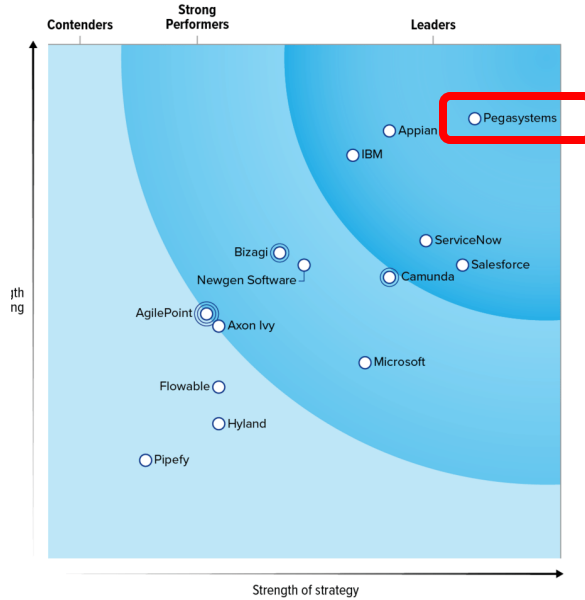 Strong
Contenders Performers Leaders
Pegasystems
Appian
IBM
ServiceNow
Bizagi
Salesforce
Newgen Software
Camunda
AgilePoint
Axon Ivy
Microsoft
Flowable
Hyland
Pipefy
Strength of strategy